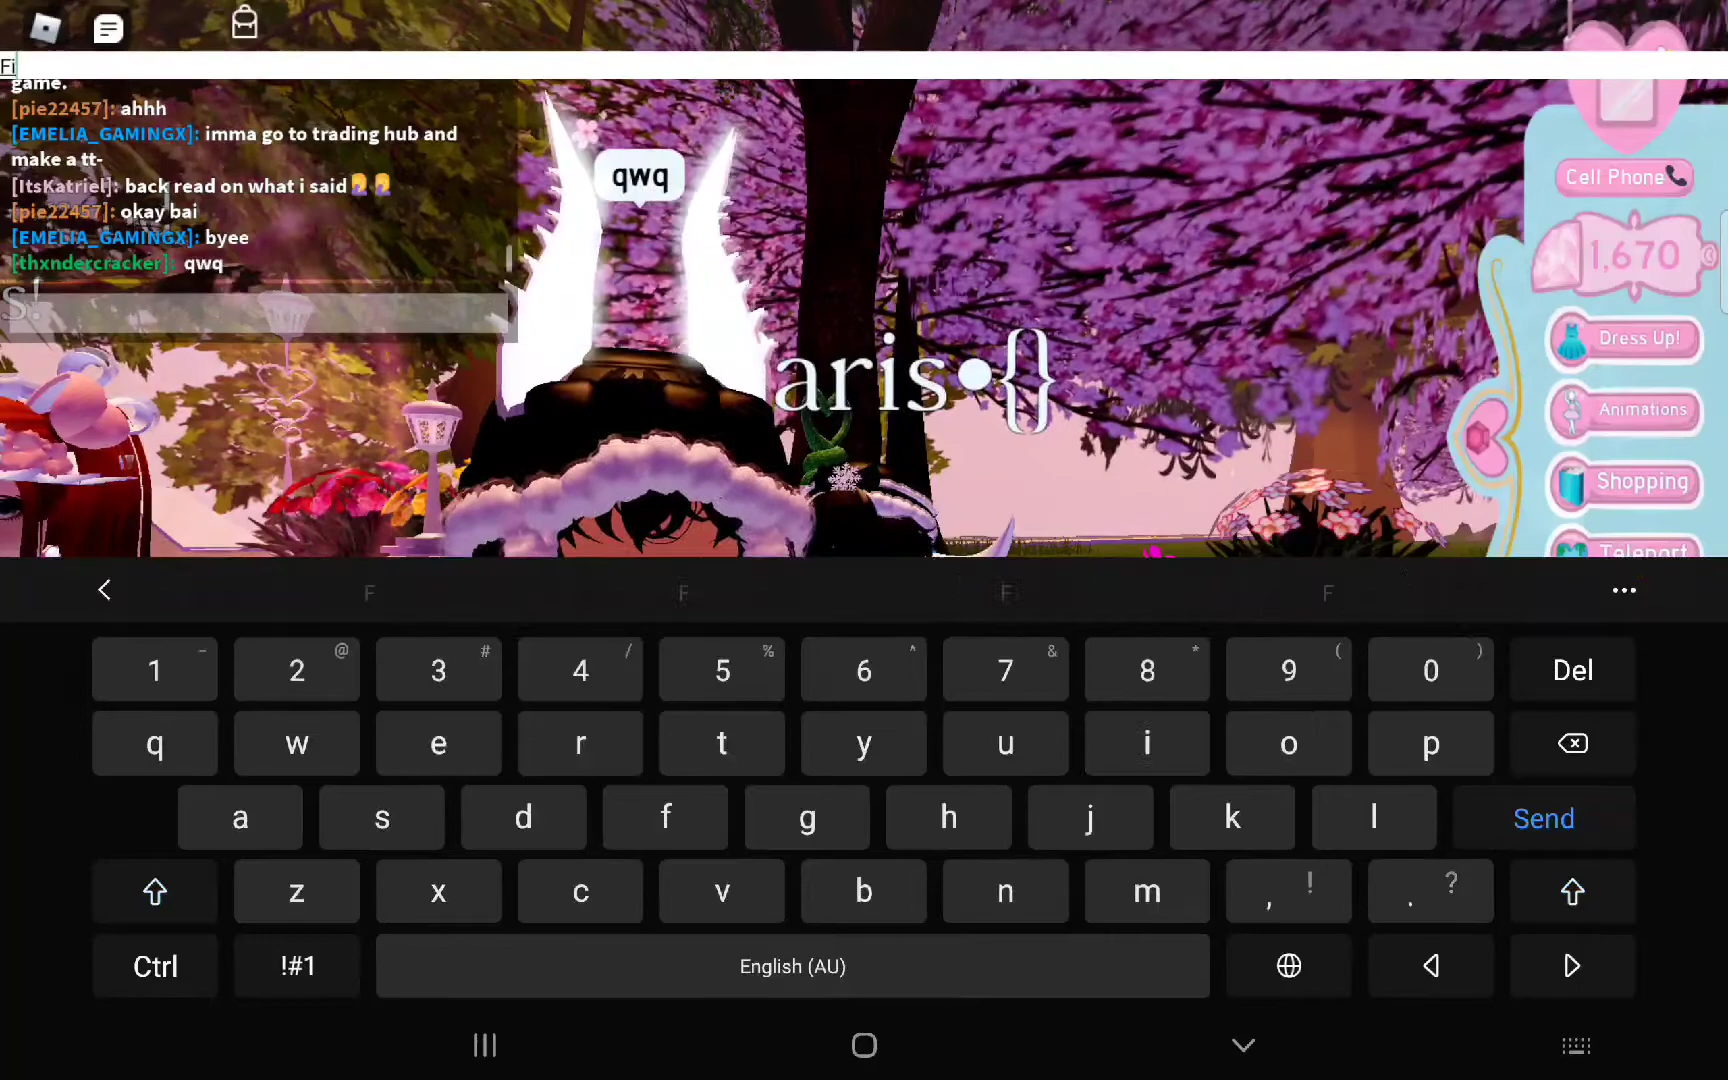 Fi
game.
[pie22457]: ahhh
[EMELIA_GAMINGX]: imma go to trading hub and
make a tt-
[ItsKatriel]: back read on what i said🤦‍♀️🤦‍♀️
[pie22457]: okay bai
[EMELIA_GAMINGX]: byee
[thxndercracker]: qwq
S!
qwq
aris•{}
Cell Phone📞
1,670
Dress Up!
Animations
Shopping
Teleport
F F F F
1 - 2 @ 3 # 4 / 5 % 6 ^ 7 & 8 * 9 ( 0 ) Del
q w e r t y u i o p
a s d f g h j k l Send
z x c v b n m , ! . ?
Ctrl !#1 English (AU)